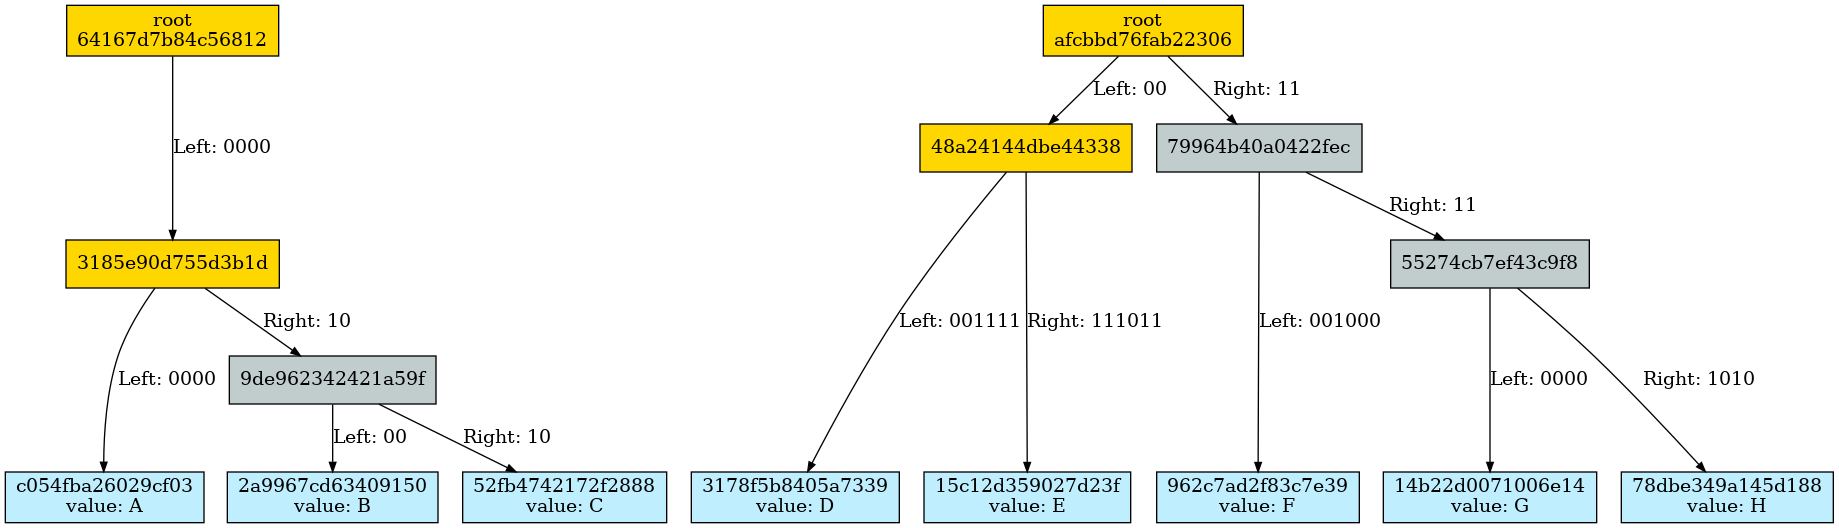 root
64167d7b84c56812
root
afcbbd76fab22306
Left: 00
Right: 11
Left: 0000
48a24144dbe44338
79964b40a0422fec
Right: 11
3185e90d755d3b1d
55274cb7ef43c9f8
Right: 10
Left: 001111
Right: 111011
Left: 001000
Left: 0000
9de962342421a59f
Left: 0000
Right: 1010
Left: 00
Right: 10
c054fba26029cf03
value: A
2a9967cd63409150
value: B
52fb4742172f2888
value: C
3178f5b8405a7339
value: D
15c12d359027d23f
value: E
962c7ad2f83c7e39
value: F
14b22d0071006e14
value: G
78dbe349a145d188
value: H